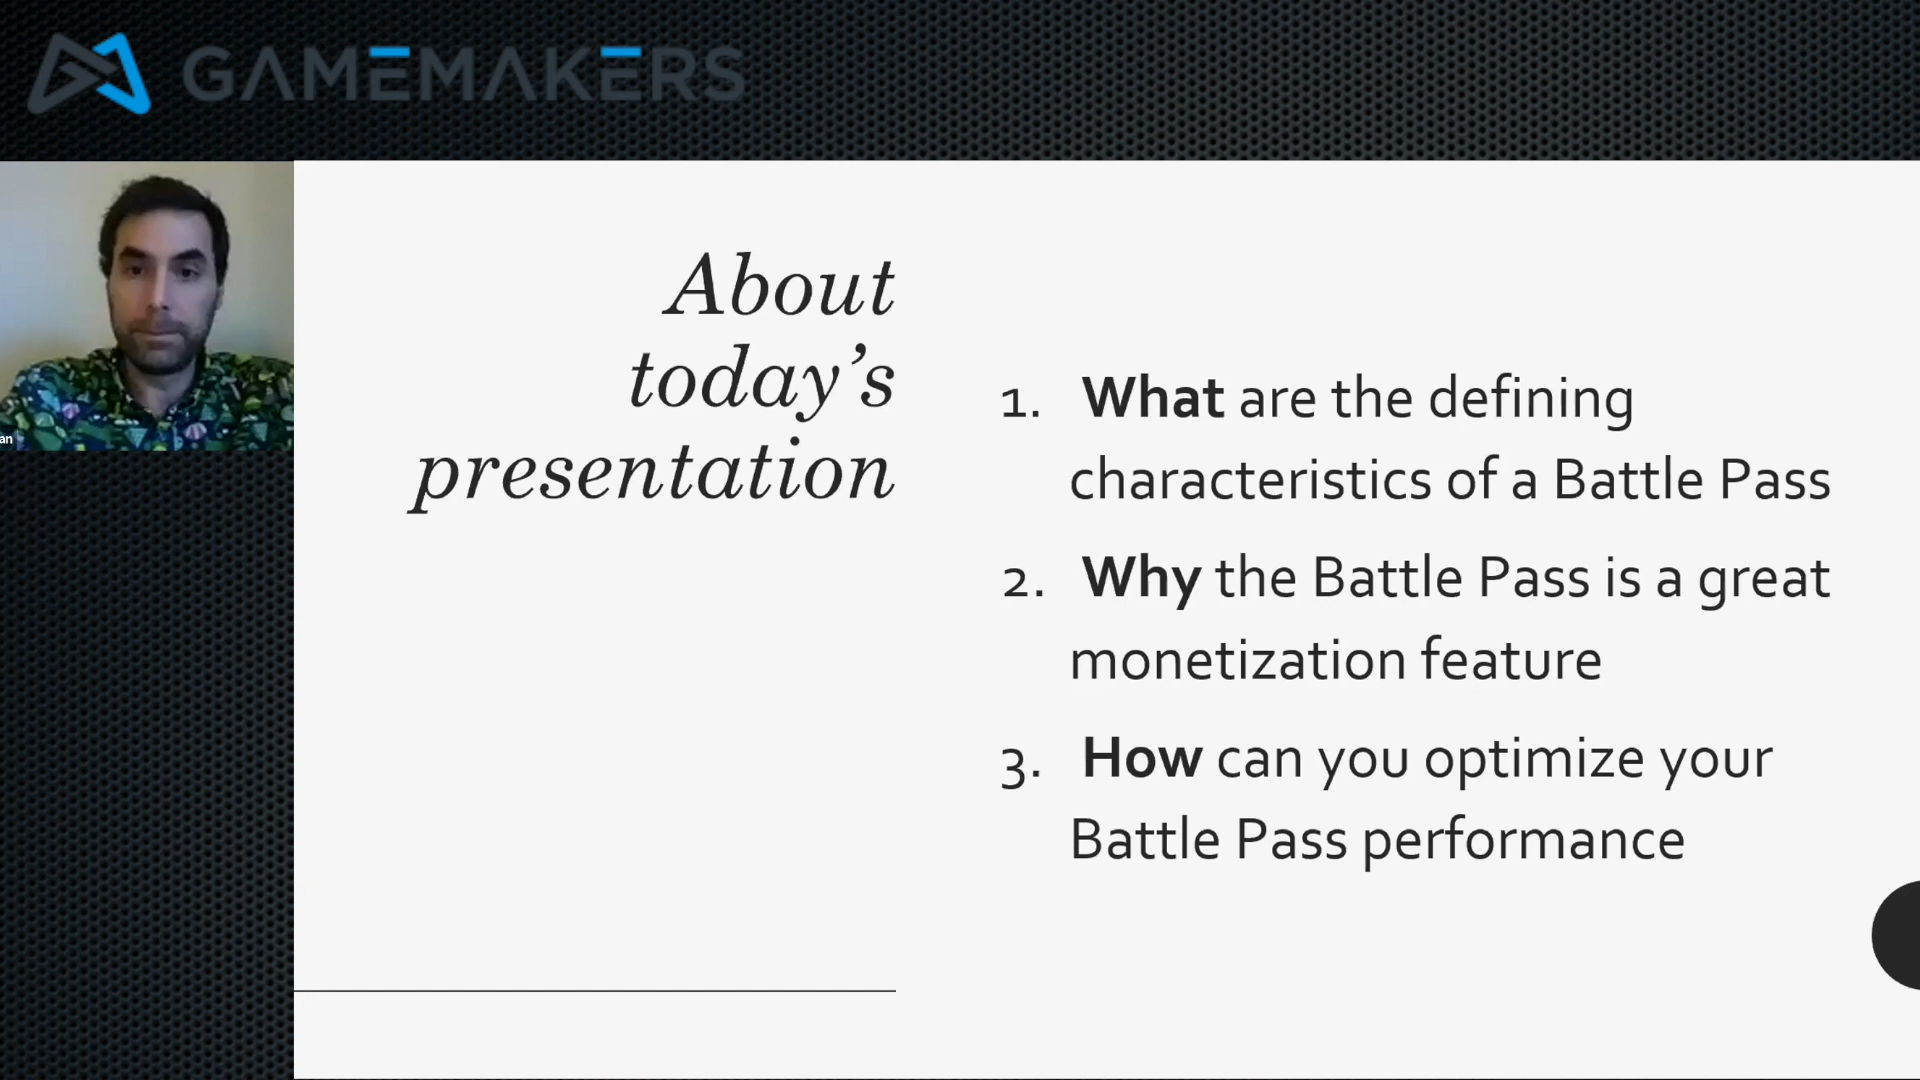 GAMEMAKERS
an
About
today’s
presentation
1. What are the defining
characteristics of a Battle Pass
2. Why the Battle Pass is a great
monetization feature
3. How can you optimize your
Battle Pass performance